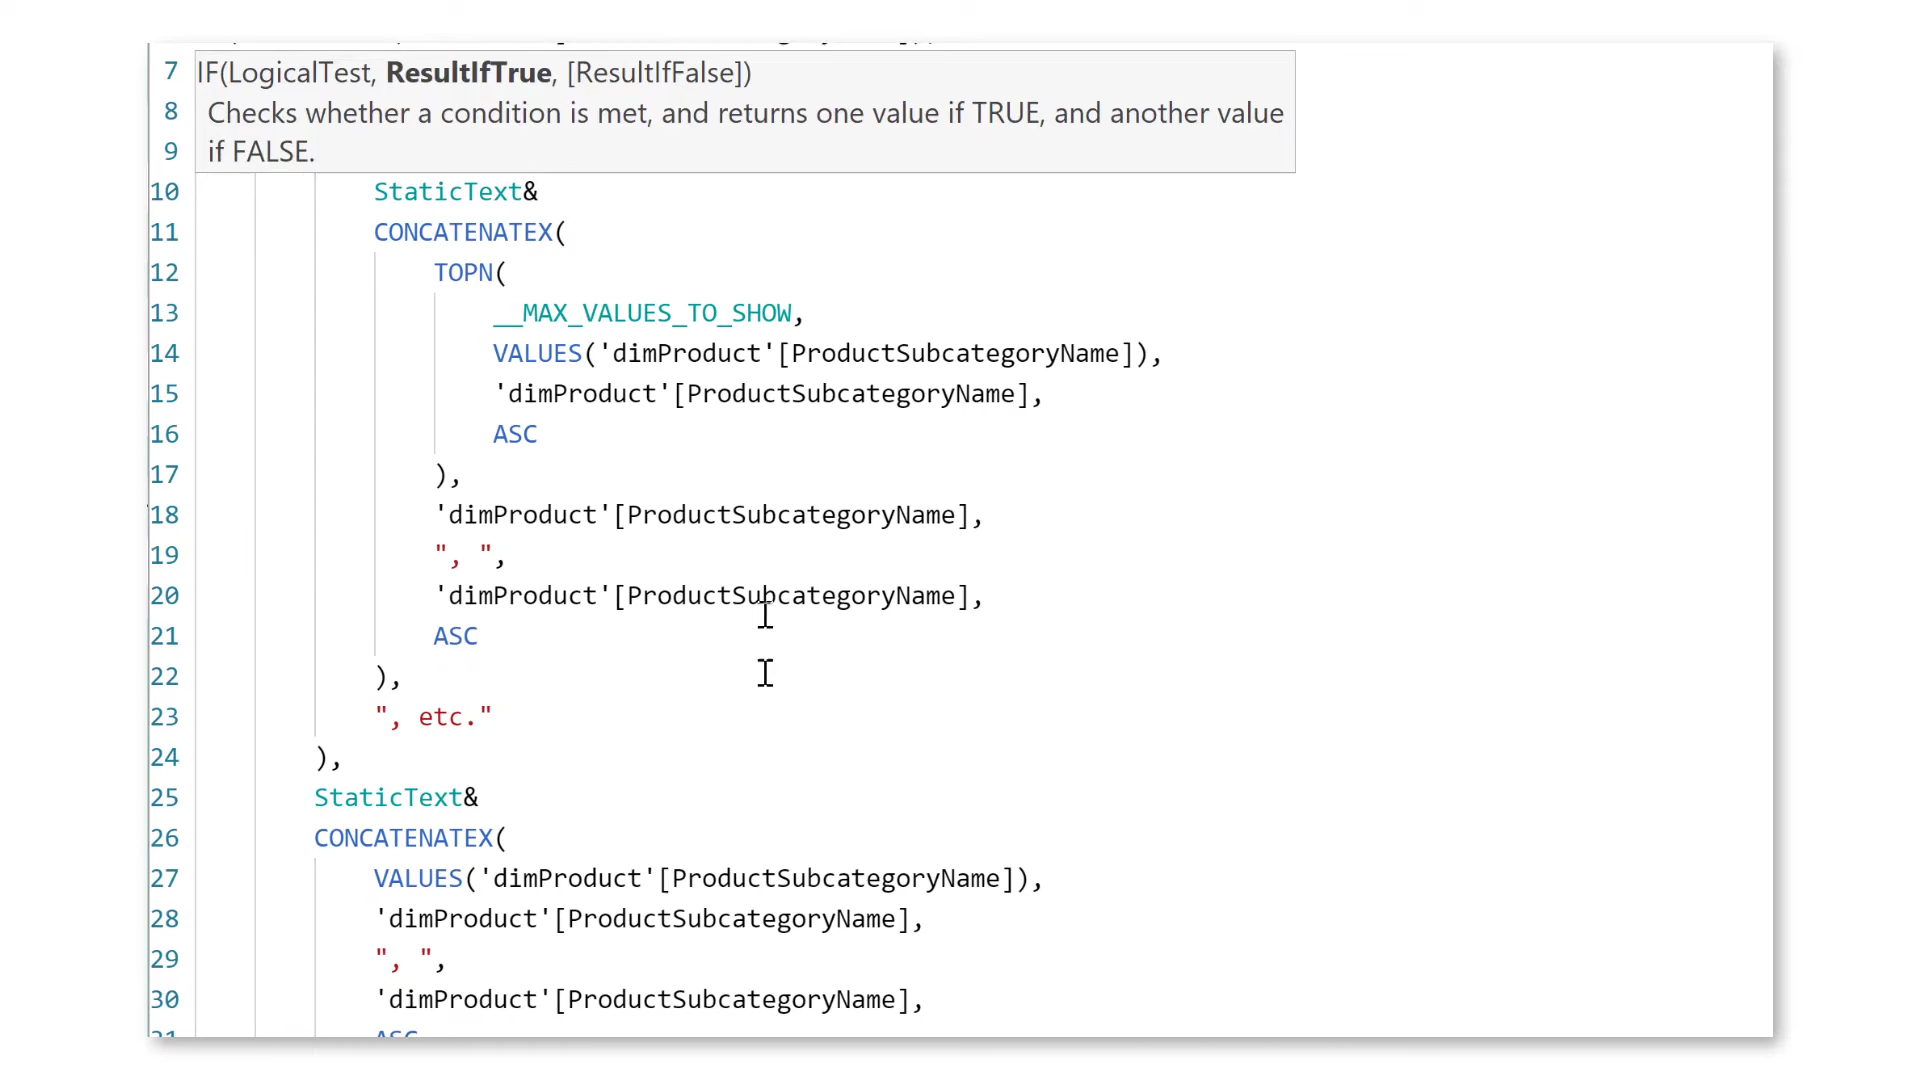 7 IF(LogicalTest, ResultIfTrue, [ResultIfFalse])
8 Checks whether a condition is met, and returns one value if TRUE, and another value
9 if FALSE.
10 StaticText&
11 CONCATENATEX(
12 TOPN(
13 __MAX_VALUES_TO_SHOW,
14 VALUES('dimProduct'[ProductSubcategoryName]),
15 'dimProduct'[ProductSubcategoryName],
16 ASC
17 ),
18 'dimProduct'[ProductSubcategoryName],
19 ", ",
20 'dimProduct'[ProductSubcategoryName],
21 ASC
22 ),
23 ", etc."
24 ),
25 StaticText&
26 CONCATENATEX(
27 VALUES('dimProduct'[ProductSubcategoryName]),
28 'dimProduct'[ProductSubcategoryName],
29 ", ",
30 'dimProduct'[ProductSubcategoryName],
31 ASC